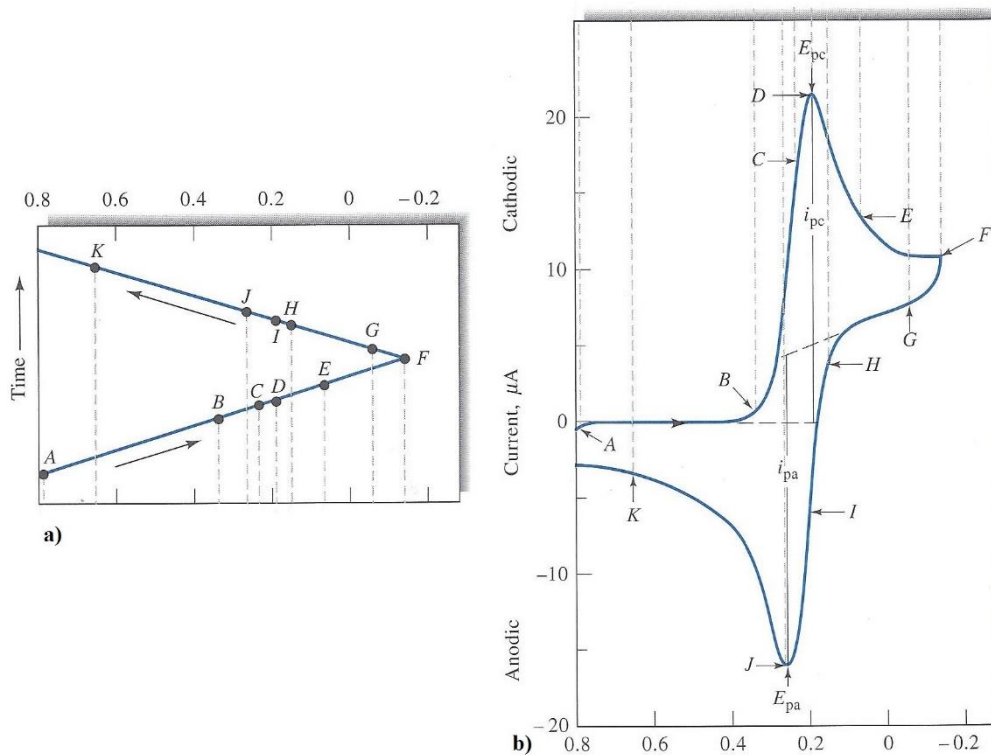 0.8 0.6 0.4 0.2 0 −0.2
K
J
H
I
G
F
E
D
C
B
A
Time
a)
E_pc
D
20
C
Cathodic
i_pc
E
F
10
G
H
B
Current, μA
0
A
i_pa
K
I
−10
J
Anodic
E_pa
−20
b)
0.8 0.6 0.4 0.2 0 −0.2